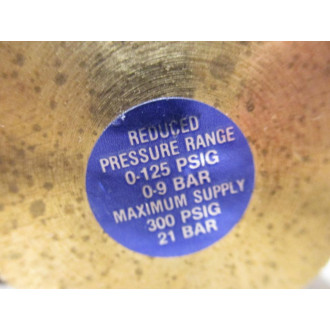 REDUCED
PRESSURE RANGE
0-125 PSIG
0-9 BAR
MAXIMUM SUPPLY
300 PSIG
21 BAR